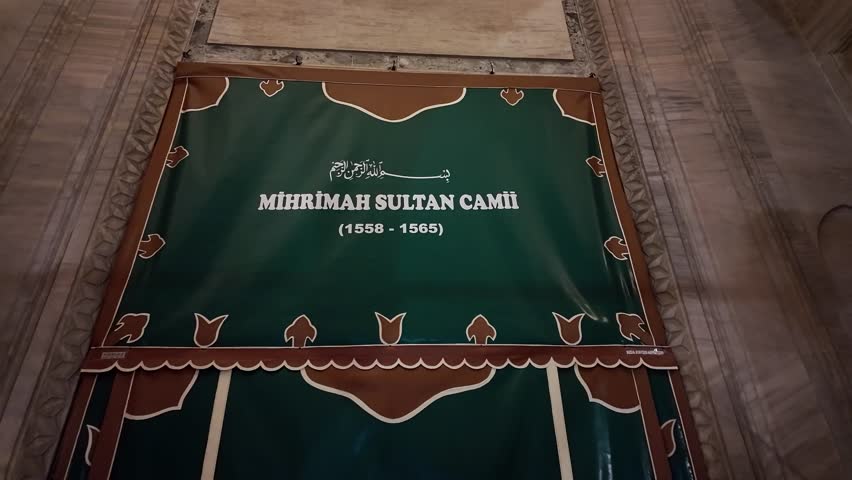 بسم الله الرحمن الرحيم
MİHRİMAH SULTAN CAMİİ
(1558 - 1565)